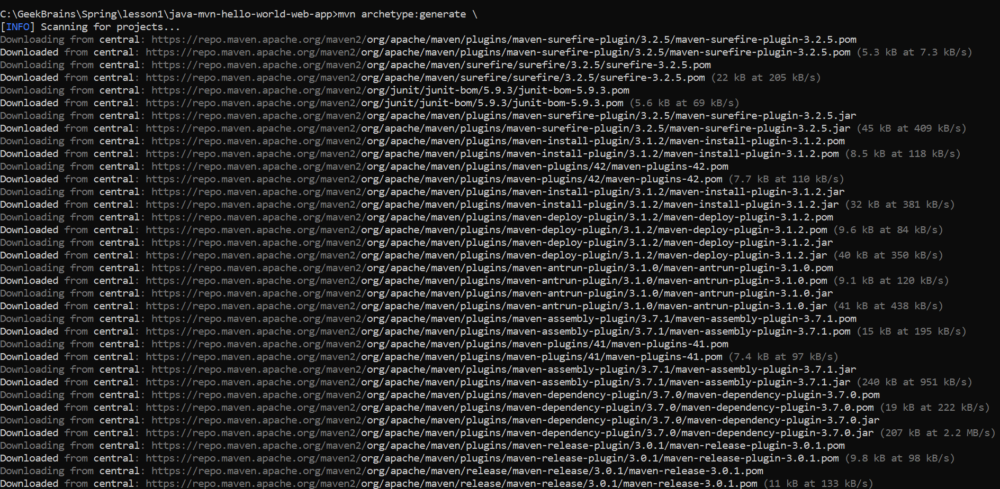 C:\GeekBrains\Spring\lesson1\java-mvn-hello-world-web-app>mvn archetype:generate \
[INFO] Scanning for projects...
Downloading from central: https://repo.maven.apache.org/maven2/org/apache/maven/plugins/maven-surefire-plugin/3.2.5/maven-surefire-plugin-3.2.5.pom
Downloaded from central: https://repo.maven.apache.org/maven2/org/apache/maven/plugins/maven-surefire-plugin/3.2.5/maven-surefire-plugin-3.2.5.pom (5.3 kB at 7.3 kB/s)
Downloading from central: https://repo.maven.apache.org/maven2/org/apache/maven/surefire/surefire/3.2.5/surefire-3.2.5.pom
Downloaded from central: https://repo.maven.apache.org/maven2/org/apache/maven/surefire/surefire/3.2.5/surefire-3.2.5.pom (22 kB at 205 kB/s)
Downloading from central: https://repo.maven.apache.org/maven2/org/junit/junit-bom/5.9.3/junit-bom-5.9.3.pom
Downloaded from central: https://repo.maven.apache.org/maven2/org/junit/junit-bom/5.9.3/junit-bom-5.9.3.pom (5.6 kB at 69 kB/s)
Downloading from central: https://repo.maven.apache.org/maven2/org/apache/maven/plugins/maven-surefire-plugin/3.2.5/maven-surefire-plugin-3.2.5.jar
Downloaded from central: https://repo.maven.apache.org/maven2/org/apache/maven/plugins/maven-surefire-plugin/3.2.5/maven-surefire-plugin-3.2.5.jar (45 kB at 409 kB/s)
Downloading from central: https://repo.maven.apache.org/maven2/org/apache/maven/plugins/maven-install-plugin/3.1.2/maven-install-plugin-3.1.2.pom
Downloaded from central: https://repo.maven.apache.org/maven2/org/apache/maven/plugins/maven-install-plugin/3.1.2/maven-install-plugin-3.1.2.pom (8.5 kB at 118 kB/s)
Downloading from central: https://repo.maven.apache.org/maven2/org/apache/maven/plugins/maven-plugins/42/maven-plugins-42.pom
Downloaded from central: https://repo.maven.apache.org/maven2/org/apache/maven/plugins/maven-plugins/42/maven-plugins-42.pom (7.7 kB at 110 kB/s)
Downloading from central: https://repo.maven.apache.org/maven2/org/apache/maven/plugins/maven-install-plugin/3.1.2/maven-install-plugin-3.1.2.jar
Downloaded from central: https://repo.maven.apache.org/maven2/org/apache/maven/plugins/maven-install-plugin/3.1.2/maven-install-plugin-3.1.2.jar (32 kB at 381 kB/s)
Downloading from central: https://repo.maven.apache.org/maven2/org/apache/maven/plugins/maven-deploy-plugin/3.1.2/maven-deploy-plugin-3.1.2.pom
Downloaded from central: https://repo.maven.apache.org/maven2/org/apache/maven/plugins/maven-deploy-plugin/3.1.2/maven-deploy-plugin-3.1.2.pom (9.6 kB at 84 kB/s)
Downloading from central: https://repo.maven.apache.org/maven2/org/apache/maven/plugins/maven-deploy-plugin/3.1.2/maven-deploy-plugin-3.1.2.jar
Downloaded from central: https://repo.maven.apache.org/maven2/org/apache/maven/plugins/maven-deploy-plugin/3.1.2/maven-deploy-plugin-3.1.2.jar (40 kB at 350 kB/s)
Downloading from central: https://repo.maven.apache.org/maven2/org/apache/maven/plugins/maven-antrun-plugin/3.1.0/maven-antrun-plugin-3.1.0.pom
Downloaded from central: https://repo.maven.apache.org/maven2/org/apache/maven/plugins/maven-antrun-plugin/3.1.0/maven-antrun-plugin-3.1.0.pom (9.1 kB at 120 kB/s)
Downloading from central: https://repo.maven.apache.org/maven2/org/apache/maven/plugins/maven-antrun-plugin/3.1.0/maven-antrun-plugin-3.1.0.jar
Downloaded from central: https://repo.maven.apache.org/maven2/org/apache/maven/plugins/maven-antrun-plugin/3.1.0/maven-antrun-plugin-3.1.0.jar (41 kB at 438 kB/s)
Downloading from central: https://repo.maven.apache.org/maven2/org/apache/maven/plugins/maven-assembly-plugin/3.7.1/maven-assembly-plugin-3.7.1.pom
Downloaded from central: https://repo.maven.apache.org/maven2/org/apache/maven/plugins/maven-assembly-plugin/3.7.1/maven-assembly-plugin-3.7.1.pom (15 kB at 195 kB/s)
Downloading from central: https://repo.maven.apache.org/maven2/org/apache/maven/plugins/maven-plugins/41/maven-plugins-41.pom
Downloaded from central: https://repo.maven.apache.org/maven2/org/apache/maven/plugins/maven-plugins/41/maven-plugins-41.pom (7.4 kB at 97 kB/s)
Downloading from central: https://repo.maven.apache.org/maven2/org/apache/maven/plugins/maven-assembly-plugin/3.7.1/maven-assembly-plugin-3.7.1.jar
Downloaded from central: https://repo.maven.apache.org/maven2/org/apache/maven/plugins/maven-assembly-plugin/3.7.1/maven-assembly-plugin-3.7.1.jar (240 kB at 951 kB/s)
Downloading from central: https://repo.maven.apache.org/maven2/org/apache/maven/plugins/maven-dependency-plugin/3.7.0/maven-dependency-plugin-3.7.0.pom
Downloaded from central: https://repo.maven.apache.org/maven2/org/apache/maven/plugins/maven-dependency-plugin/3.7.0/maven-dependency-plugin-3.7.0.pom (19 kB at 222 kB/s)
Downloading from central: https://repo.maven.apache.org/maven2/org/apache/maven/plugins/maven-dependency-plugin/3.7.0/maven-dependency-plugin-3.7.0.jar
Downloaded from central: https://repo.maven.apache.org/maven2/org/apache/maven/plugins/maven-dependency-plugin/3.7.0/maven-dependency-plugin-3.7.0.jar (207 kB at 2.2 MB/s)
Downloading from central: https://repo.maven.apache.org/maven2/org/apache/maven/plugins/maven-release-plugin/3.0.1/maven-release-plugin-3.0.1.pom
Downloaded from central: https://repo.maven.apache.org/maven2/org/apache/maven/plugins/maven-release-plugin/3.0.1/maven-release-plugin-3.0.1.pom (9.8 kB at 98 kB/s)
Downloading from central: https://repo.maven.apache.org/maven2/org/apache/maven/release/maven-release/3.0.1/maven-release-3.0.1.pom
Downloaded from central: https://repo.maven.apache.org/maven2/org/apache/maven/release/maven-release/3.0.1/maven-release-3.0.1.pom (11 kB at 133 kB/s)